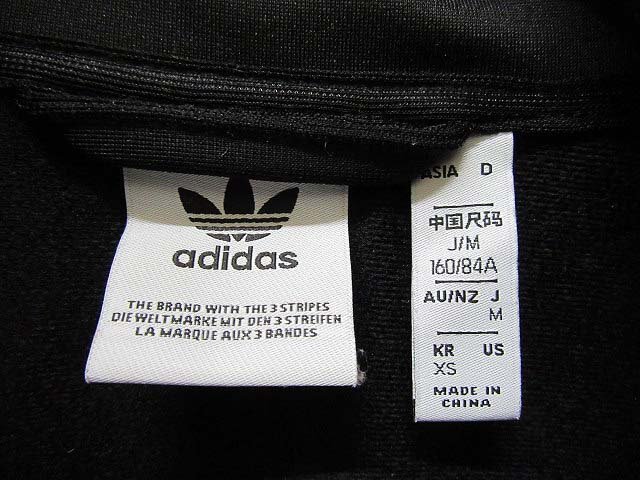 adidas
THE BRAND WITH THE 3 STRIPES
DIE WELTMARKE MIT DEN 3 STREIFEN
LA MARQUE AUX 3 BANDES
ASIA D
中国尺码
J/M
160/84A
AU/NZ J
M
KR US
XS
MADE IN
CHINA